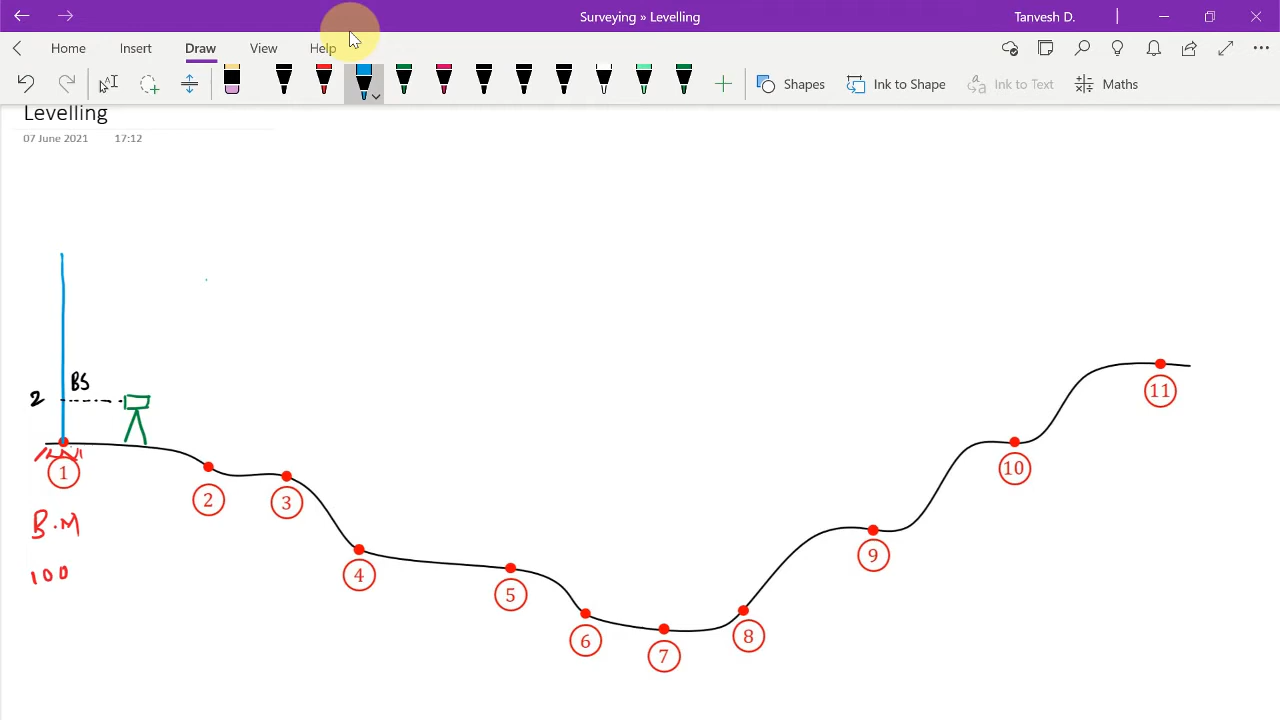 Surveying » Levelling
Tanvesh D.
Home Insert Draw View Help
Shapes Ink to Shape Ink to Text Maths
Levelling
07 June 2021 17:12
BS
2
1
2
3
4
5
6
7
8
9
10
11
B.M
100